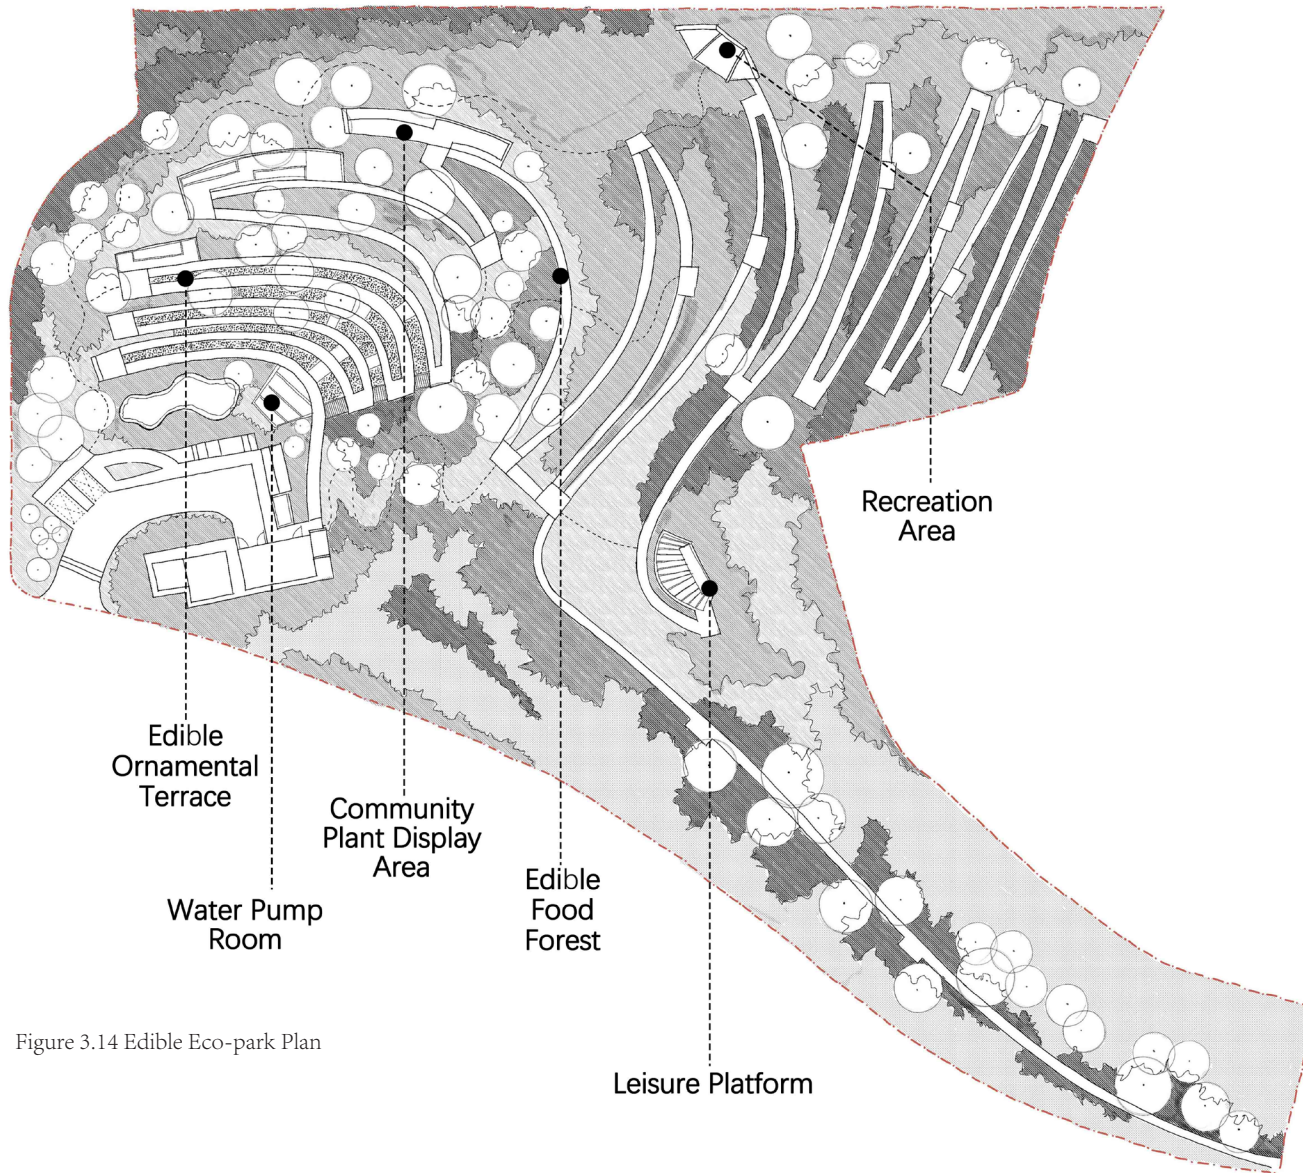 Recreation
Area
Edible
Ornamental
Terrace
Community
Plant Display
Area
Edible
Food
Forest
Water Pump
Room
Figure 3.14 Edible Eco-park Plan
Leisure Platform